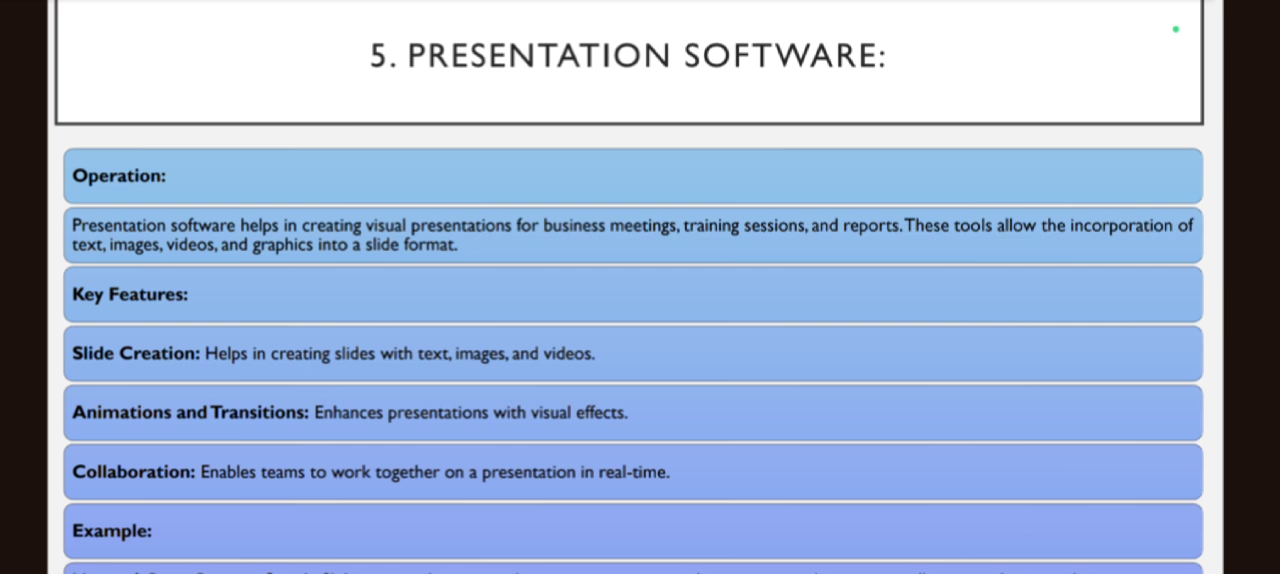 5. PRESENTATION SOFTWARE:
Operation:
Presentation software helps in creating visual presentations for business meetings, training sessions, and reports. These tools allow the incorporation of
text, images, videos, and graphics into a slide format.
Key Features:
Slide Creation: Helps in creating slides with text, images, and videos.
Animations and Transitions: Enhances presentations with visual effects.
Collaboration: Enables teams to work together on a presentation in real-time.
Example: